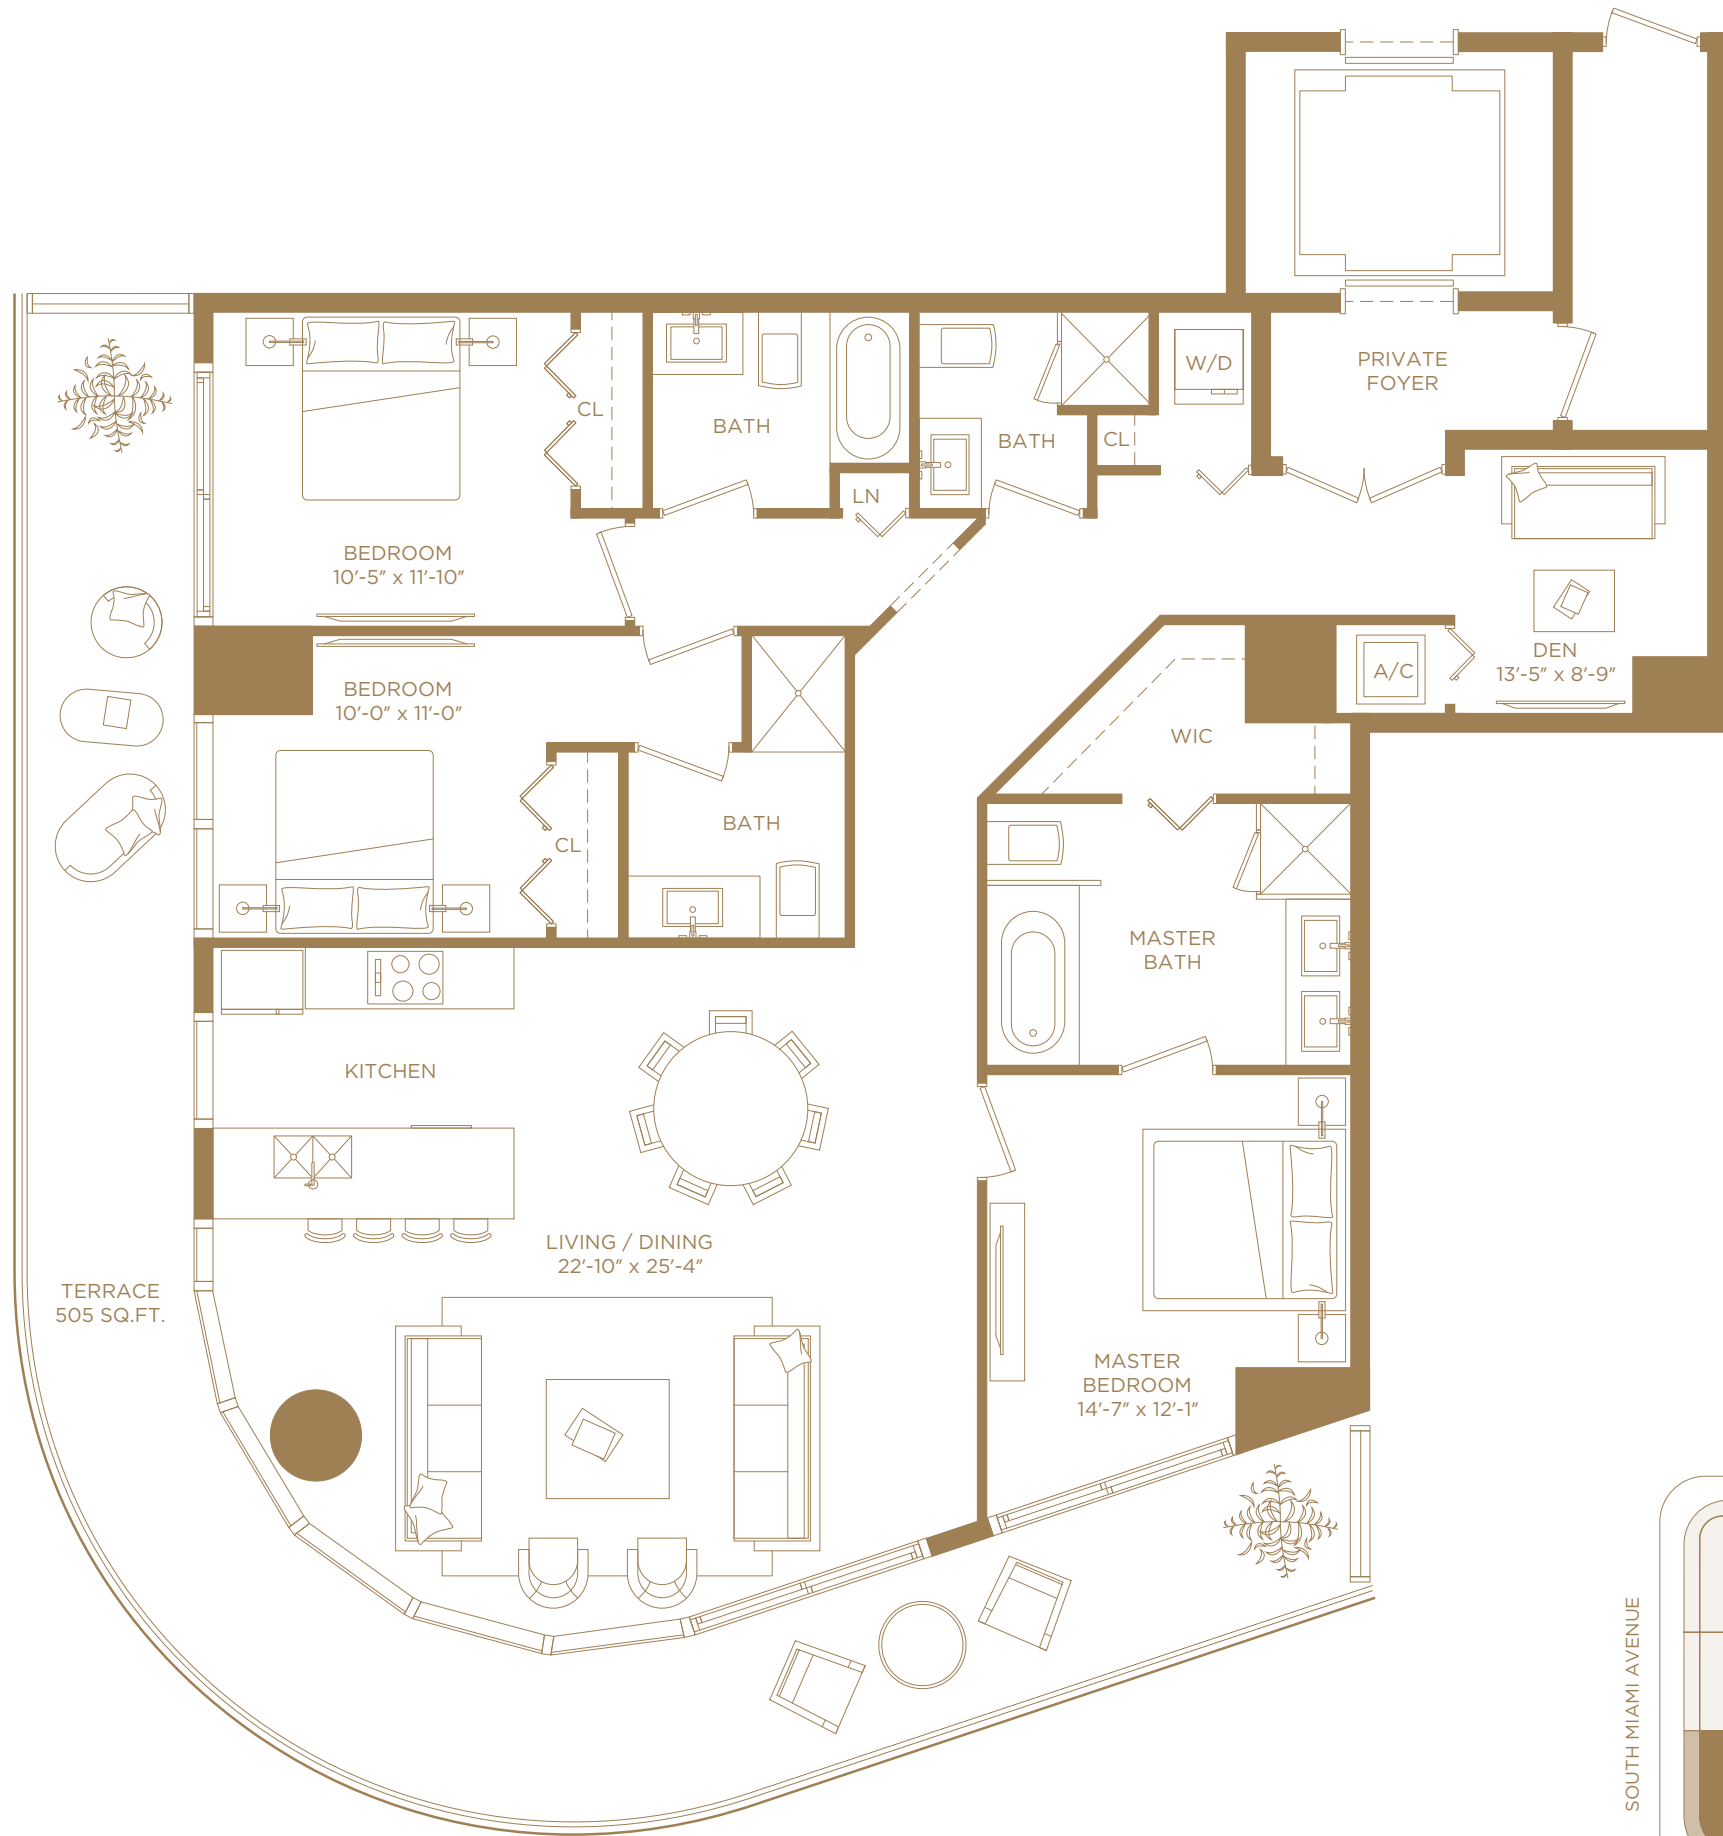 PRIVATE
FOYER
W/D
CL
BATH
BATH
CL
LN
BEDROOM
10'-5" x 11'-10"
DEN
13'-5" x 8'-9"
A/C
BEDROOM
10'-0" x 11'-0"
WIC
BATH
CL
MASTER
BATH
KITCHEN
LIVING / DINING
22'-10" x 25'-4"
TERRACE
505 SQ.FT.
MASTER
BEDROOM
14'-7" x 12'-1"
SOUTH MIAMI AVENUE